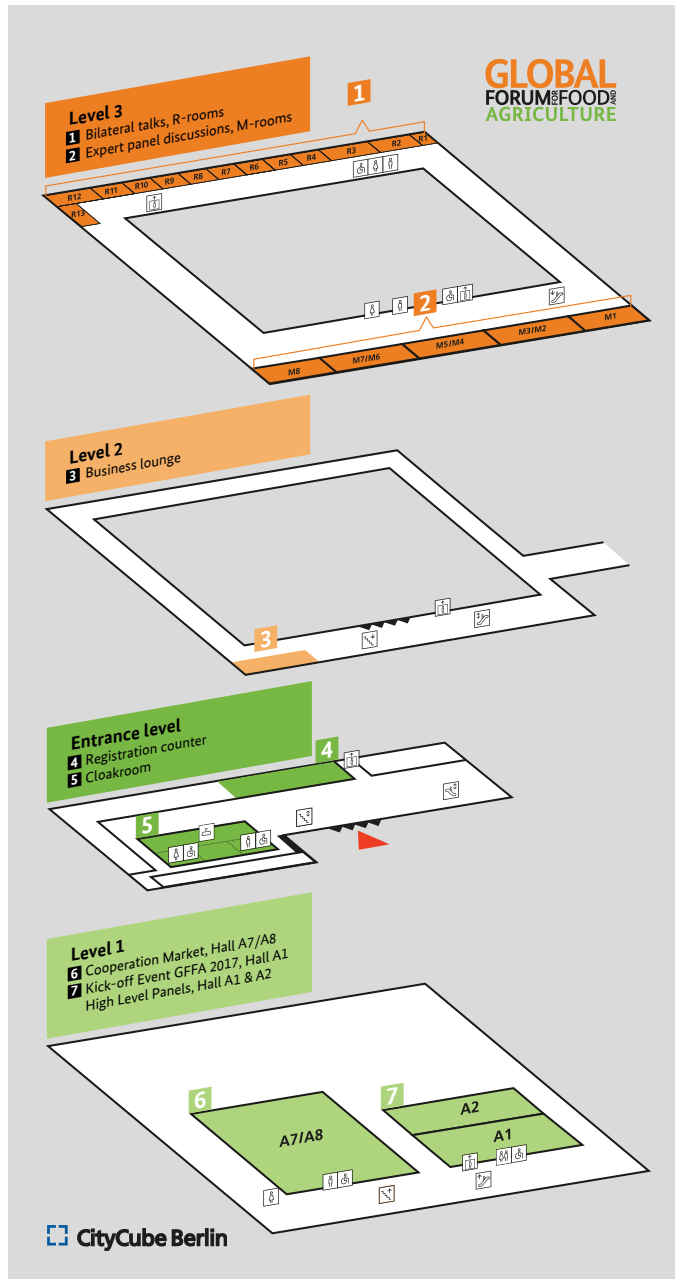 GLOBAL
FORUM FOR FOOD AND
AGRICULTURE
Level 3
1 Bilateral talks, R-rooms
2 Expert panel discussions, M-rooms
1
R1
R2
R3
R4
R5
R6
R7
R8
R9
R10
R11
R12
R13
2
M1
M3/M2
M5/M4
M7/M6
M8
Level 2
3 Business lounge
3
Entrance level
4 Registration counter
5 Cloakroom
4
5
Level 1
6 Cooperation Market, Hall A7/A8
7 Kick-off Event GFFA 2017, Hall A1
High Level Panels, Hall A1 & A2
6
7
A2
A7/A8
A1
CityCube Berlin